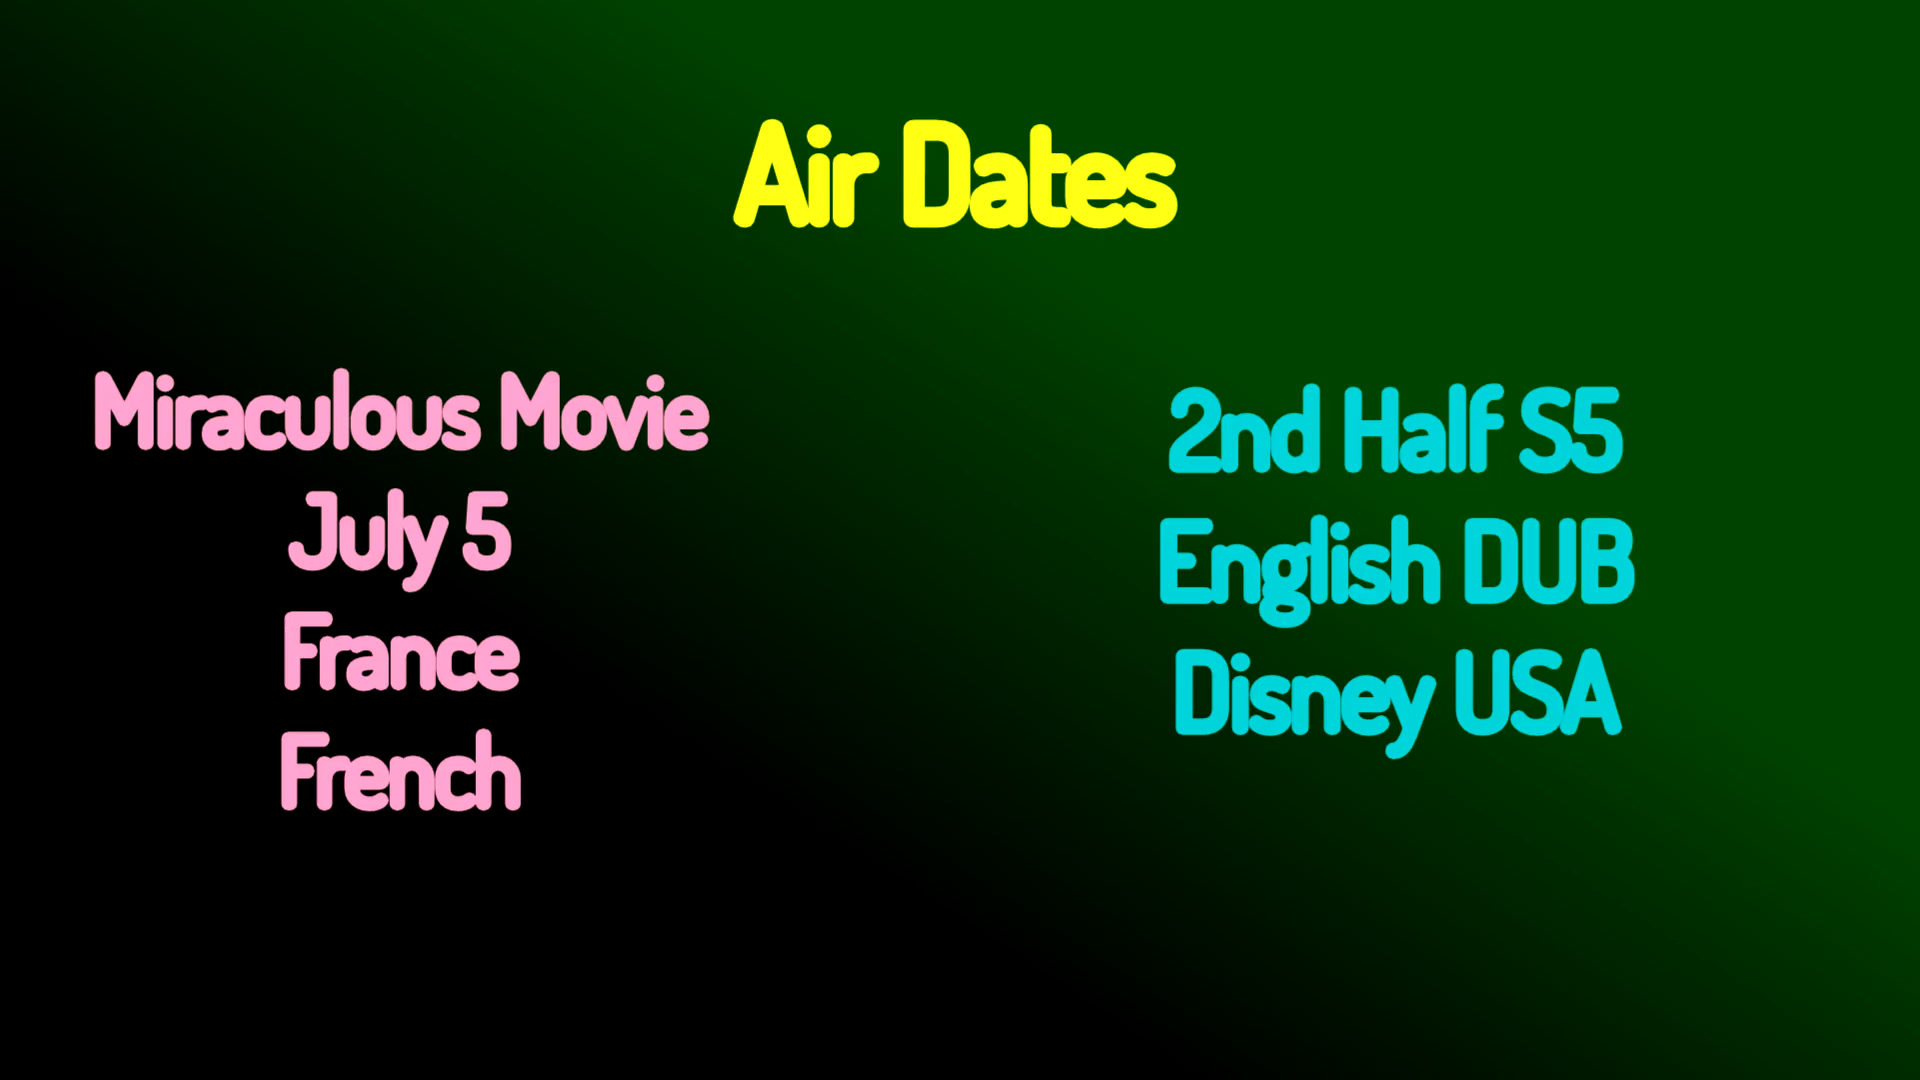 Air Dates
Miraculous Movie
July 5
France
French
2nd Half S5
English DUB
Disney USA